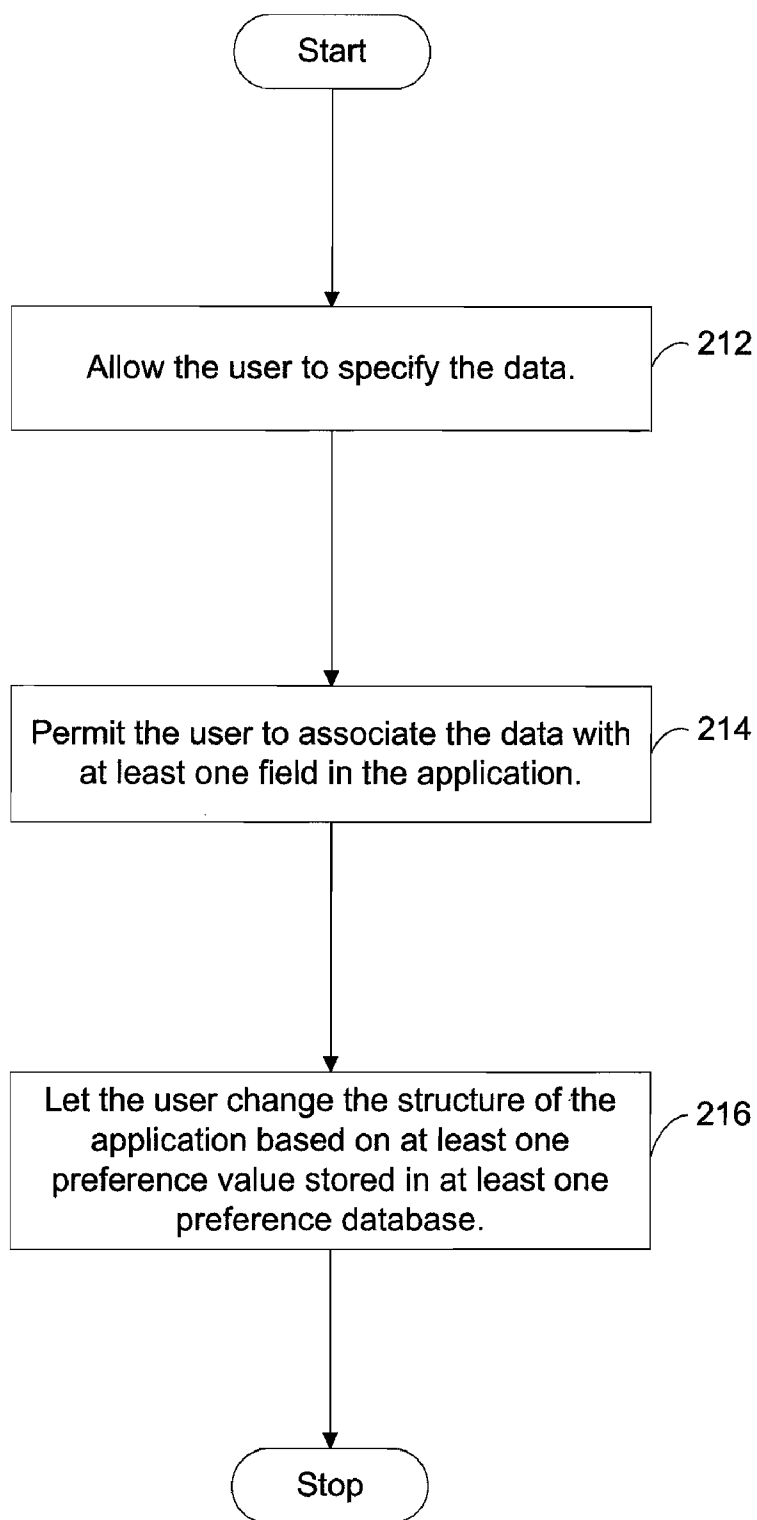 Start
Allow the user to specify the data.
212
Permit the user to associate the data with
at least one field in the application.
214
Let the user change the structure of the
application based on at least one
preference value stored in at least one
preference database.
216
Stop